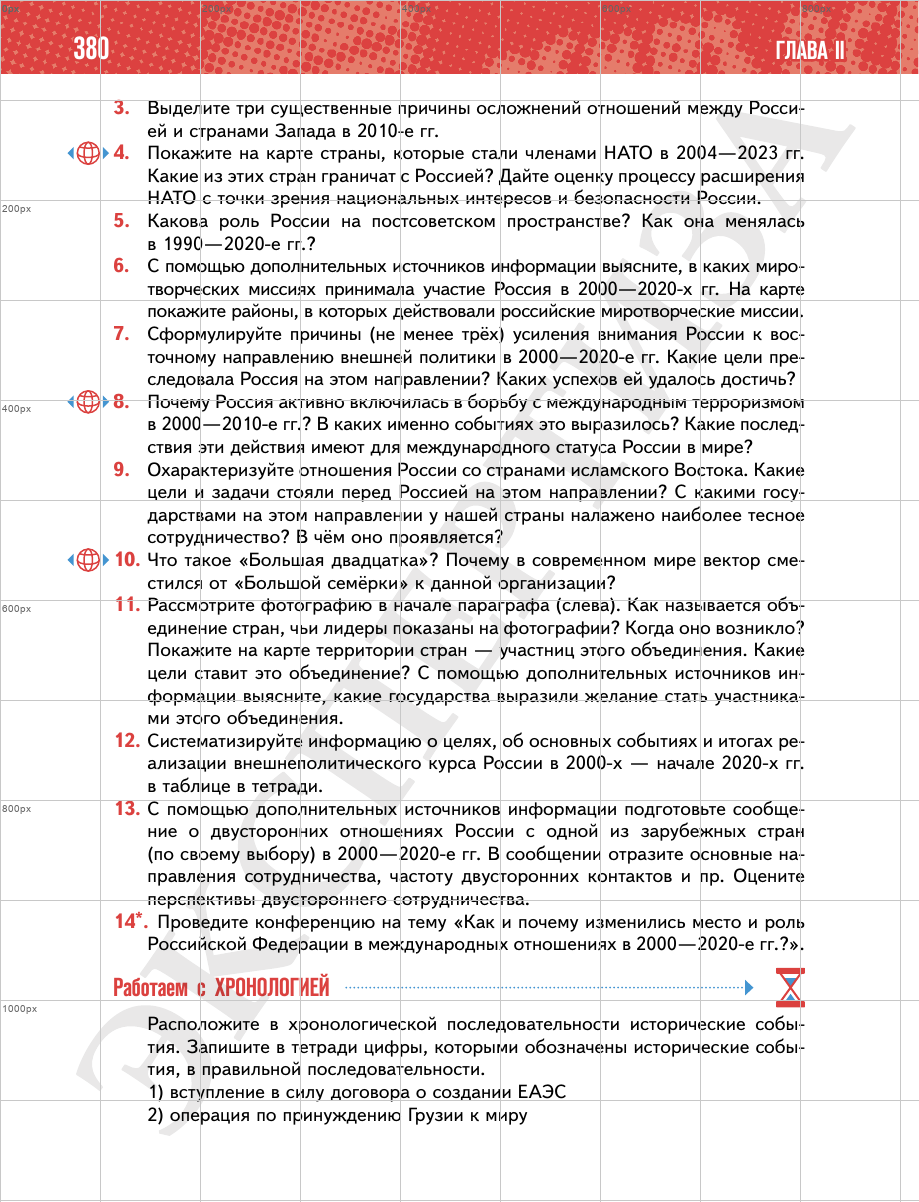 380
ГЛАВА II
3. Выделите три существенные причины осложнений отношений между Росси-
ей и странами Запада в 2010-е гг.
4. Покажите на карте страны, которые стали членами НАТО в 2004—2023 гг.
Какие из этих стран граничат с Россией? Дайте оценку процессу расширения
НАТО с точки зрения национальных интересов и безопасности России.
200px
5. Какова роль России на постсоветском пространстве? Как она менялась
в 1990—2020-е гг.?
6. С помощью дополнительных источников информации выясните, в каких миро-
творческих миссиях принимала участие Россия в 2000—2020-х гг. На карте
покажите районы, в которых действовали российские миротворческие миссии.
7. Сформулируйте причины (не менее трёх) усиления внимания России к вос-
точному направлению внешней политики в 2000—2020-е гг. Какие цели пре-
следовала Россия на этом направлении? Каких успехов ей удалось достичь?
8. Почему Россия активно включилась в борьбу с международным терроризмом
400px
в 2000—2010-е гг.? В каких именно событиях это выразилось? Какие послед-
ствия эти действия имеют для международного статуса России в мире?
9. Охарактеризуйте отношения России со странами исламского Востока. Какие
цели и задачи стояли перед Россией на этом направлении? С какими госу-
дарствами на этом направлении у нашей страны налажено наиболее тесное
сотрудничество? В чём оно проявляется?
10. Что такое «Большая двадцатка»? Почему в современном мире вектор сме-
стился от «Большой семёрки» к данной организации?
11. Рассмотрите фотографию в начале параграфа (слева). Как называется объ-
600px
единение стран, чьи лидеры показаны на фотографии? Когда оно возникло?
Покажите на карте территории стран — участниц этого объединения. Какие
цели ставит это объединение? С помощью дополнительных источников ин-
формации выясните, какие государства выразили желание стать участника-
ми этого объединения.
12. Систематизируйте информацию о целях, об основных событиях и итогах ре-
ализации внешнеполитического курса России в 2000-х — начале 2020-х гг.
в таблице в тетради.
800px
13. С помощью дополнительных источников информации подготовьте сообще-
ние о двусторонних отношениях России с одной из зарубежных стран
(по своему выбору) в 2000—2020-е гг. В сообщении отразите основные на-
правления сотрудничества, частоту двусторонних контактов и пр. Оцените
перспективы двустороннего сотрудничества.
14*. Проведите конференцию на тему «Как и почему изменились место и роль
Российской Федерации в международных отношениях в 2000—2020-е гг.?».
Работаем с ХРОНОЛОГИЕЙ
1000px
Расположите в хронологической последовательности исторические собы-
тия. Запишите в тетради цифры, которыми обозначены исторические собы-
тия, в правильной последовательности.
1) вступление в силу договора о создании ЕАЭС
2) операция по принуждению Грузии к миру
ЭКСПЕРТИЗА